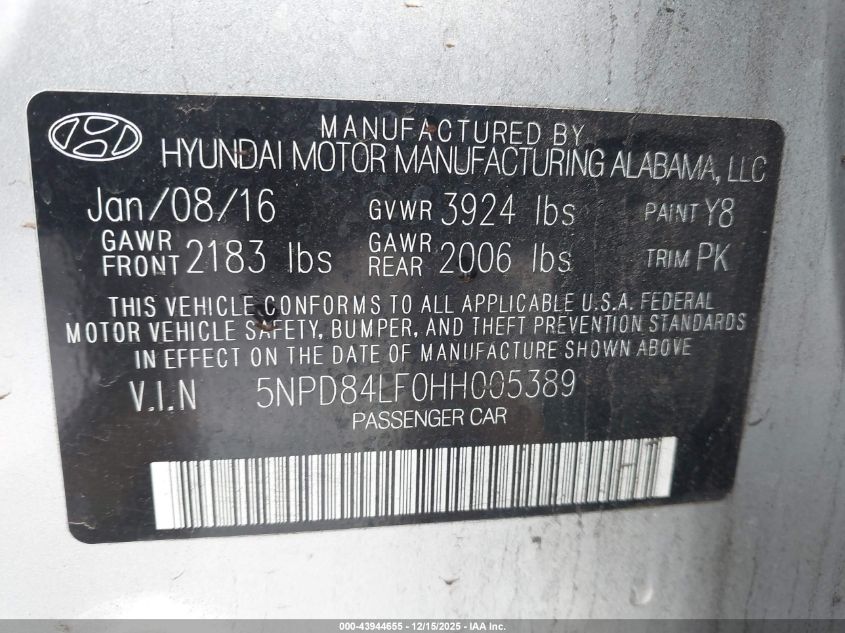 MANUFACTURED BY
HYUNDAI MOTOR MANUFACTURING ALABAMA, LLC
Jan/08/16 GVWR 3924 lbs PAINT Y8
GAWR FRONT 2183 lbs GAWR REAR 2006 lbs TRIM PK
THIS VEHICLE CONFORMS TO ALL APPLICABLE U.S.A. FEDERAL
MOTOR VEHICLE SAFETY, BUMPER, AND THEFT PREVENTION STANDARDS
IN EFFECT ON THE DATE OF MANUFACTURE SHOWN ABOVE.
V.I.N 5NPD84LF0HH005389
PASSENGER CAR
000-43944655 - 12/15/2025 - IAA Inc.